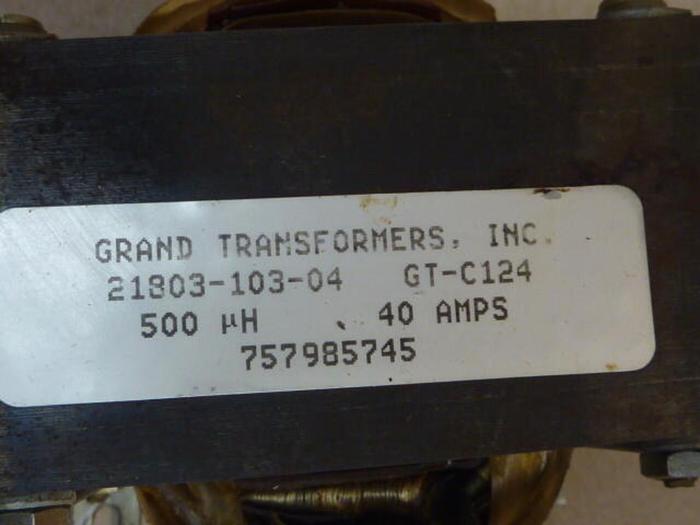 GRAND TRANSFORMERS, INC.
21803-103-04 GT-C124
500 µH 40 AMPS
757985745